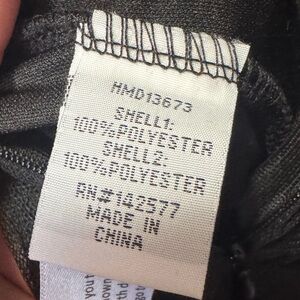 HMD13673
SHELL1:
100%POLYESTER
SHELL2:
100%POLYESTER
RN#142577
MADE IN
CHINA